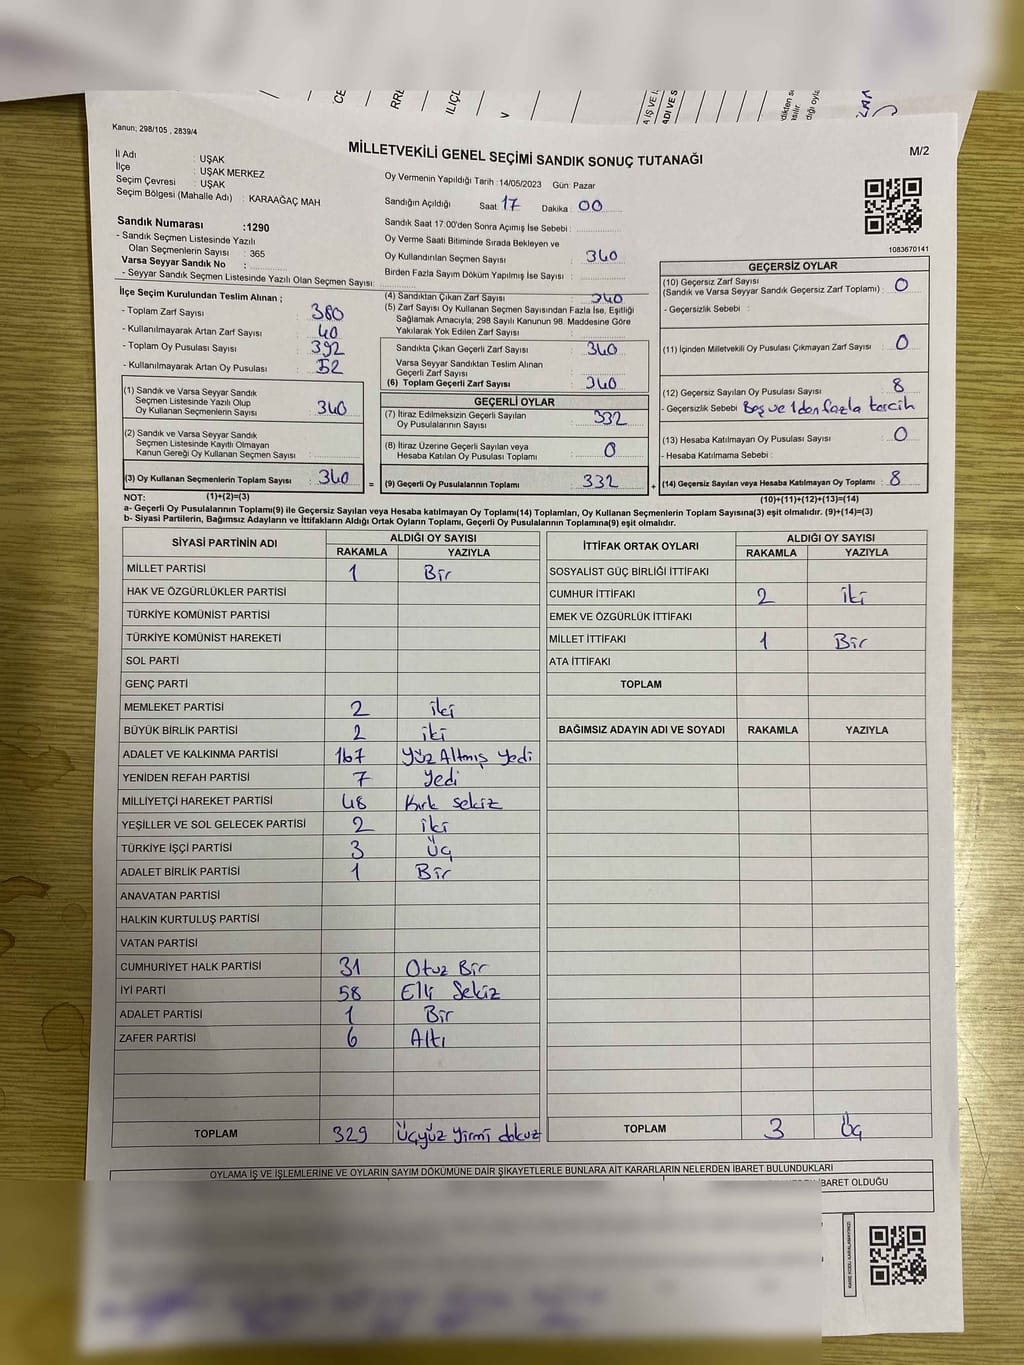 Kanun; 298/105 , 2839/4
MİLLETVEKİLİ GENEL SEÇİMİ SANDIK SONUÇ TUTANAĞI
M/2
İl Adı : UŞAK
İlçe : UŞAK MERKEZ
Seçim Çevresi : UŞAK
Seçim Bölgesi (Mahalle Adı) : KARAAĞAÇ MAH
Sandık Numarası :1290
- Sandık Seçmen Listesinde Yazılı
Olan Seçmenlerin Sayısı : 365
Varsa Seyyar Sandık No :
- Seyyar Sandık Seçmen Listesinde Yazılı Olan Seçmen Sayısı:
Oy Vermenin Yapıldığı Tarih :14/05/2023 Gün: Pazar
Sandığın Açıldığı Saat: 17 Dakika : 00
Sandık Saat 17:00'den Sonra Açımış İse Sebebi :
Oy Verme Saati Bitiminde Sırada Bekleyen ve
Oy Kullandırılan Seçmen Sayısı : 340
Birden Fazla Sayım Döküm Yapılmış İse Sayısı :
1083670141
İlçe Seçim Kurulundan Teslim Alınan ;
- Toplam Zarf Sayısı : 380
- Kullanılmayarak Artan Zarf Sayısı : 40
- Toplam Oy Pusulası Sayısı : 392
- Kullanılmayarak Artan Oy Pusulası : 52
(1) Sandık ve Varsa Seyyar Sandık
Seçmen Listesinde Yazılı Olup
Oy Kullanan Seçmenlerin Sayısı : 340
(2) Sandık ve Varsa Seyyar Sandık
Seçmen Listesinde Kayıtlı Olmayan
Kanun Gereği Oy Kullanan Seçmen Sayısı :
(3) Oy Kullanan Seçmenlerin Toplam Sayısı : 340
(4) Sandıktan Çıkan Zarf Sayısı : 340
(5) Zarf Sayısı Oy Kullanan Seçmen Sayısından Fazla İse, Eşitliği
Sağlamak Amacıyla; 298 Sayılı Kanunun 98. Maddesine Göre
Yakılarak Yok Edilen Zarf Sayısı :
Sandıkta Çıkan Geçerli Zarf Sayısı : 340
Varsa Seyyar Sandıktan Teslim Alınan
Geçerli Zarf Sayısı :
(6) Toplam Geçerli Zarf Sayısı : 340
GEÇERLİ OYLAR
(7) İtiraz Edilmeksizin Geçerli Sayılan
Oy Pusulalarının Sayısı : 332
(8) İtiraz Üzerine Geçerli Sayılan veya
Hesaba Katılan Oy Pusulası Toplamı : 0
= (9) Geçerli Oy Pusulalarının Toplamı : 332
GEÇERSİZ OYLAR
(10) Geçersiz Zarf Sayısı
(Sandık ve Varsa Seyyar Sandık Geçersiz Zarf Toplamı) : 0
- Geçersizlik Sebebi :
(11) İçinden Milletvekili Oy Pusulası Çıkmayan Zarf Sayısı : 0
(12) Geçersiz Sayılan Oy Pusulası Sayısı : 8
- Geçersizlik Sebebi : Boş ve 1 den fazla tercih
(13) Hesaba Katılmayan Oy Pusulası Sayısı : 0
- Hesaba Katılmama Sebebi :
+ (14) Geçersiz Sayılan veya Hesaba Katılmayan Oy Toplamı : 8
NOT: (1)+(2)=(3) (10)+(11)+(12)+(13)=(14)
a- Geçerli Oy Pusulalarının Toplamı(9) ile Geçersiz Sayılan veya Hesaba katılmayan Oy Toplamı(14) Toplamları, Oy Kullanan Seçmenlerin Toplam Sayısına(3) eşit olmalıdır. (9)+(14)=(3)
b- Siyasi Partilerin, Bağımsız Adayların ve İttifakların Aldığı Ortak Oyların Toplamı, Geçerli Oy Pusulalarının Toplamına(9) eşit olmalıdır.
SİYASİ PARTİNİN ADI ALDIĞI OY SAYISI
RAKAMLA YAZIYLA
MİLLET PARTİSİ 1 Bir
HAK VE ÖZGÜRLÜKLER PARTİSİ
TÜRKİYE KOMÜNİST PARTİSİ
TÜRKİYE KOMÜNİST HAREKETİ
SOL PARTİ
GENÇ PARTİ
MEMLEKET PARTİSİ 2 iki
BÜYÜK BİRLİK PARTİSİ 2 iki
ADALET VE KALKINMA PARTİSİ 167 Yüz Altmış Yedi
YENİDEN REFAH PARTİSİ 7 Yedi
MİLLİYETÇİ HAREKET PARTİSİ 48 Kırk Sekiz
YEŞİLLER VE SOL GELECEK PARTİSİ 2 iki
TÜRKİYE İŞÇİ PARTİSİ 3 Üç
ADALET BİRLİK PARTİSİ 1 Bir
ANAVATAN PARTİSİ
HALKIN KURTULUŞ PARTİSİ
VATAN PARTİSİ
CUMHURİYET HALK PARTİSİ 31 Otuz Bir
İYİ PARTİ 58 Elli Sekiz
ADALET PARTİSİ 1 Bir
ZAFER PARTİSİ 6 Altı
TOPLAM 329 Üçyüz Yirmi dokuz
İTTİFAK ORTAK OYLARI ALDIĞI OY SAYISI
RAKAMLA YAZIYLA
SOSYALİST GÜÇ BİRLİĞİ İTTİFAKI
CUMHUR İTTİFAKI 2 iki
EMEK VE ÖZGÜRLÜK İTTİFAKI
MİLLET İTTİFAKI 1 Bir
ATA İTTİFAKI
TOPLAM
BAĞIMSIZ ADAYIN ADI VE SOYADI RAKAMLA YAZIYLA
TOPLAM 3 Üç
OYLAMA İŞ VE İŞLEMLERİNE VE OYLARIN SAYIM DÖKÜMÜNE DAİR ŞİKAYETLERLE BUNLARA AİT KARARLARIN NELERDEN İBARET BULUNDUKLARI
İBARET OLDUĞU